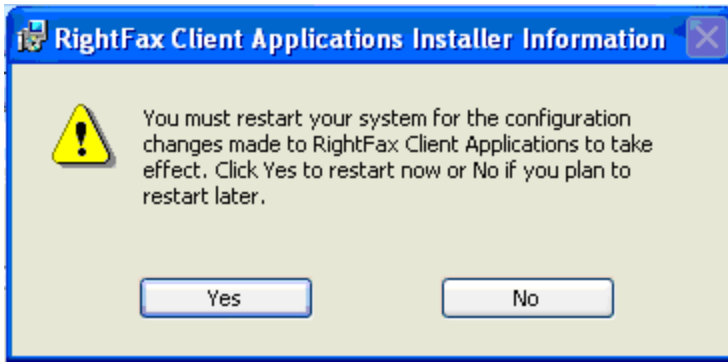 RightFax Client Applications Installer Information
You must restart your system for the configuration
changes made to RightFax Client Applications to take
effect. Click Yes to restart now or No if you plan to
restart later.
Yes
No